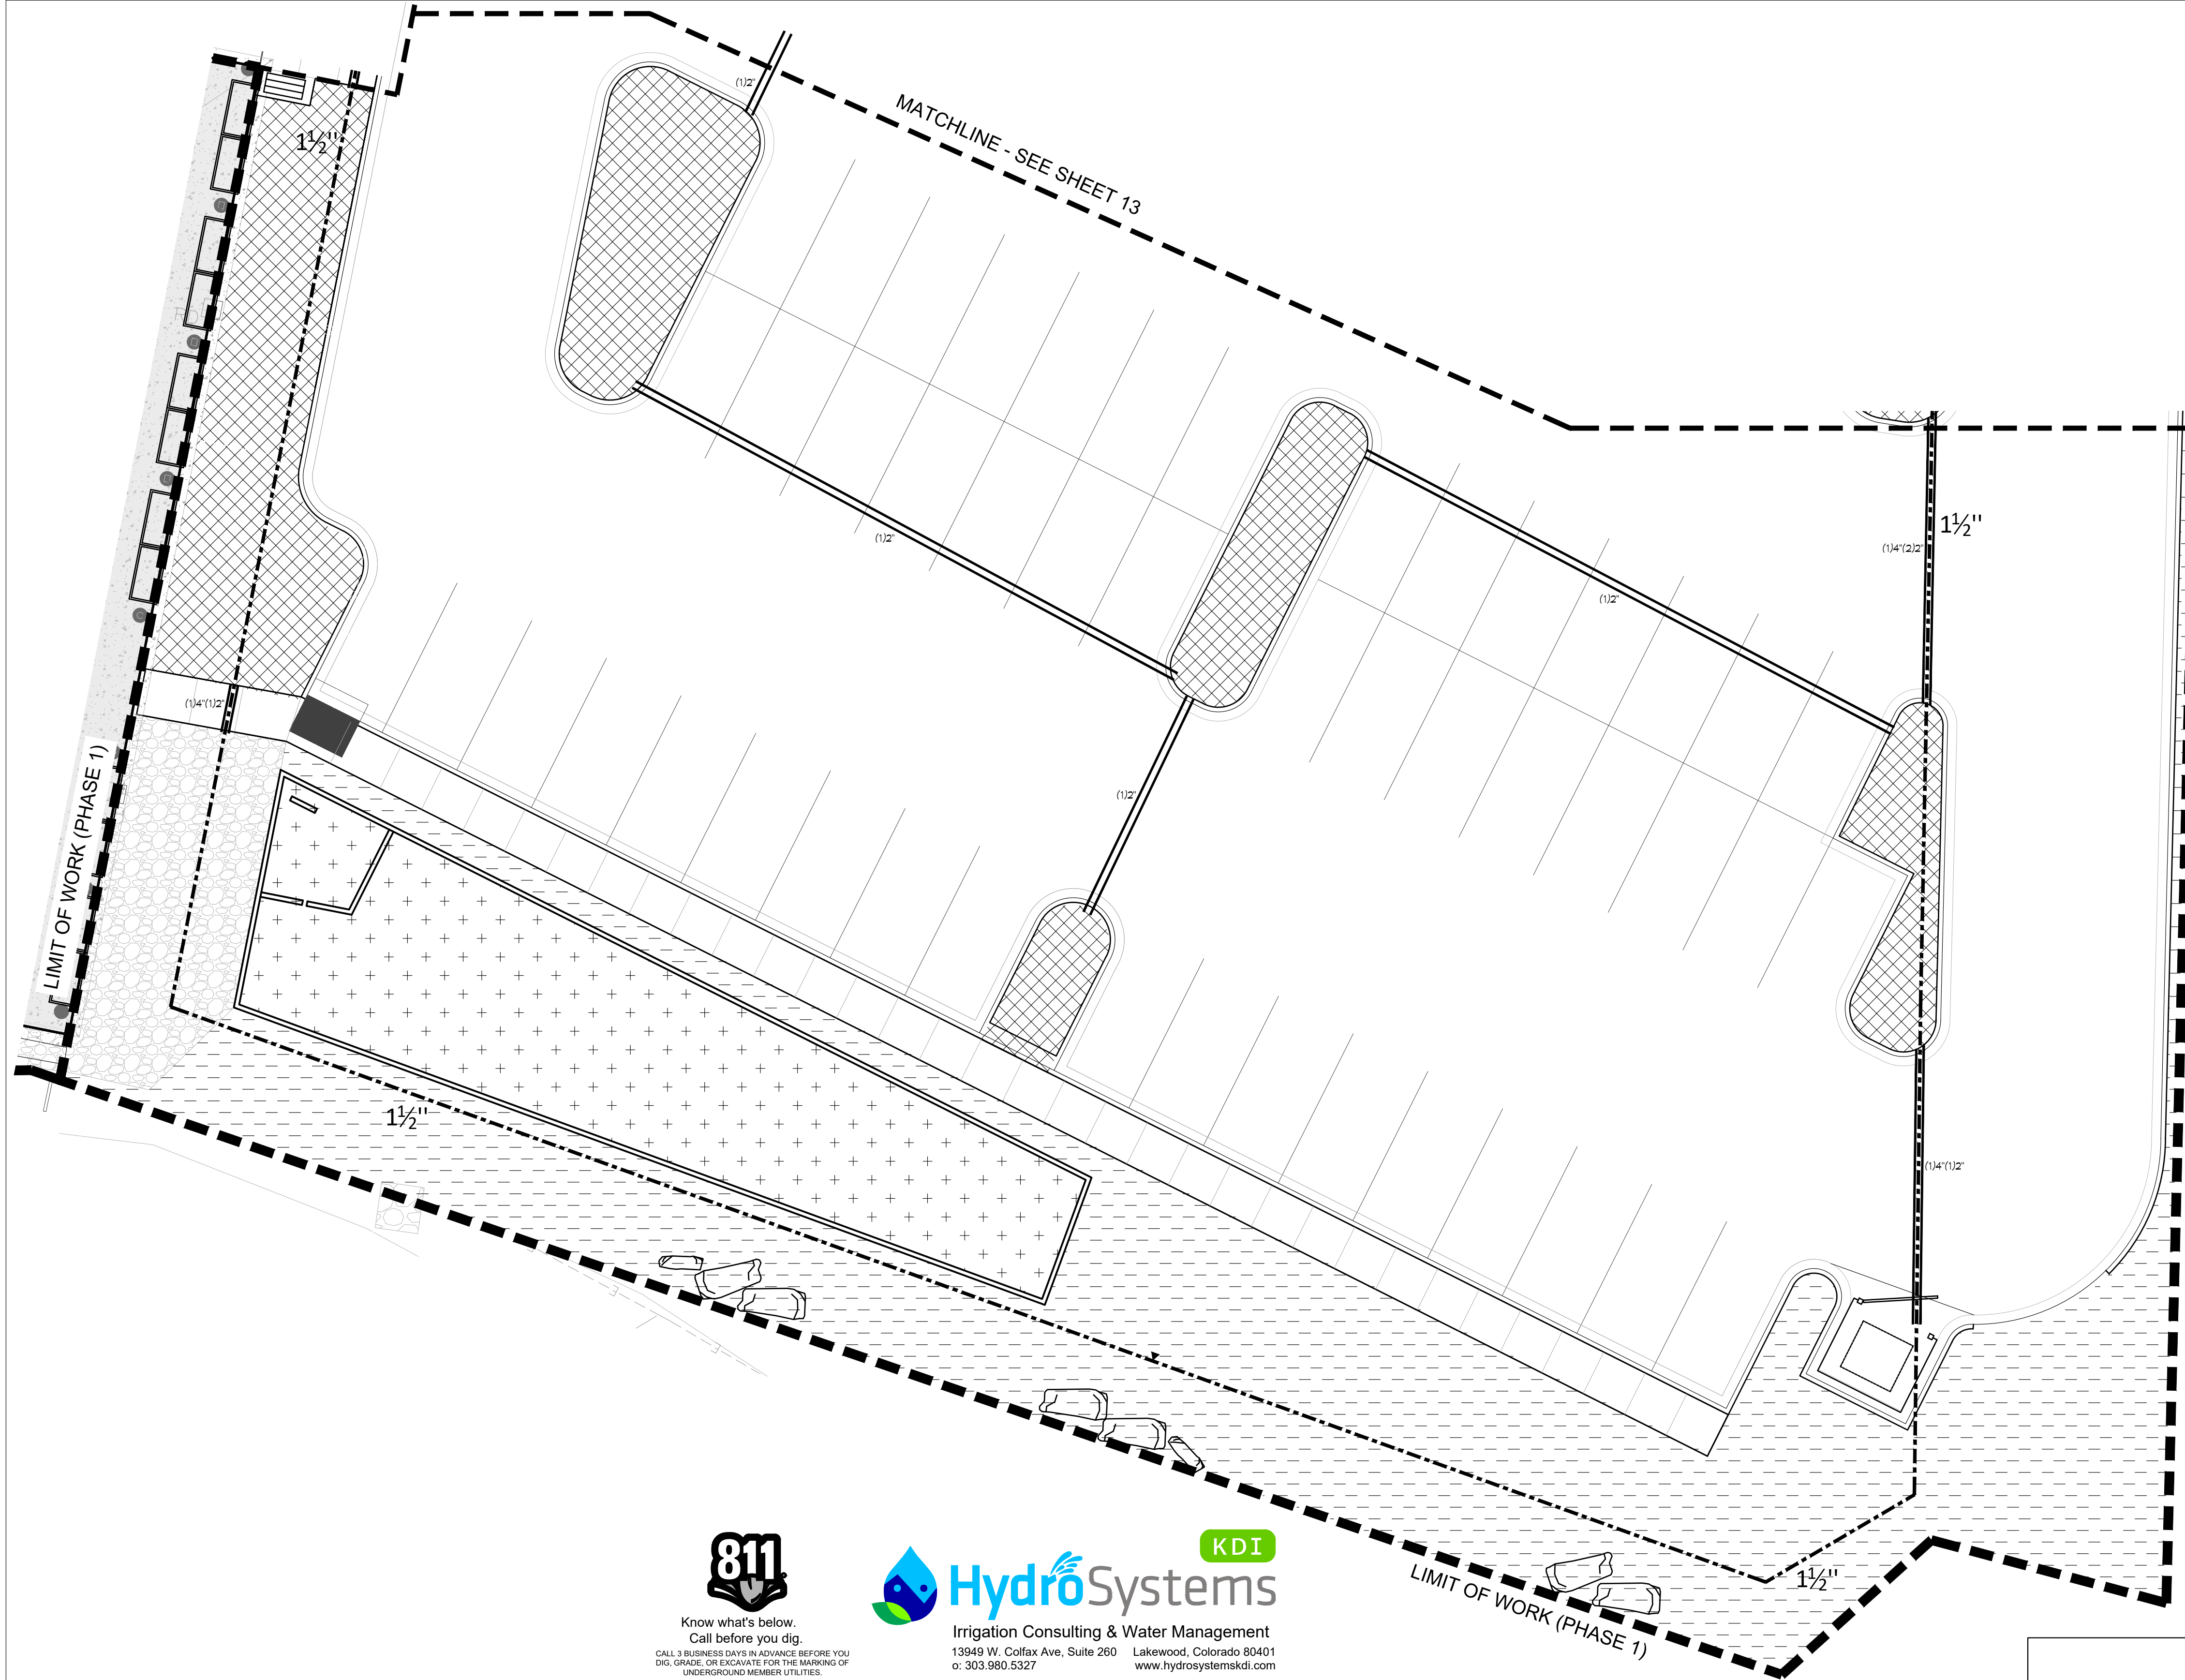 (1)2"
MATCHLINE - SEE SHEET 13
1½"
(1)2"
1½"
(1)4"(2)2"
(1)2"
(1)4"(1)2"
LIMIT OF WORK (PHASE 1)
(1)2"
1½"
(1)4"(1)2"
1½"
LIMIT OF WORK (PHASE 1)
811
Know what's below.
Call before you dig.
CALL 3 BUSINESS DAYS IN ADVANCE BEFORE YOU
DIG, GRADE, OR EXCAVATE FOR THE MARKING OF
UNDERGROUND MEMBER UTILITIES.
KDI
HydroSystems
Irrigation Consulting & Water Management
13949 W. Colfax Ave, Suite 260 Lakewood, Colorado 80401
o: 303.980.5327 www.hydrosystemskdi.com